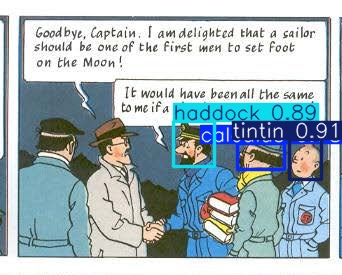 Goodbye, Captain. I am delighted that a sailor
should be one of the first men to set foot
on the Moon!
It would have been all the same
to me if a
haddock 0.89
tintin 0.91